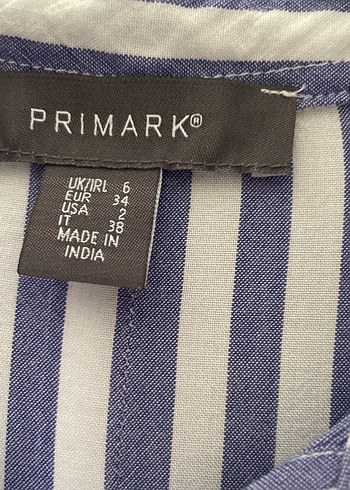 PRIMARK®
UK/IRL 6
EUR 34
USA 2
IT 38
MADE IN
INDIA